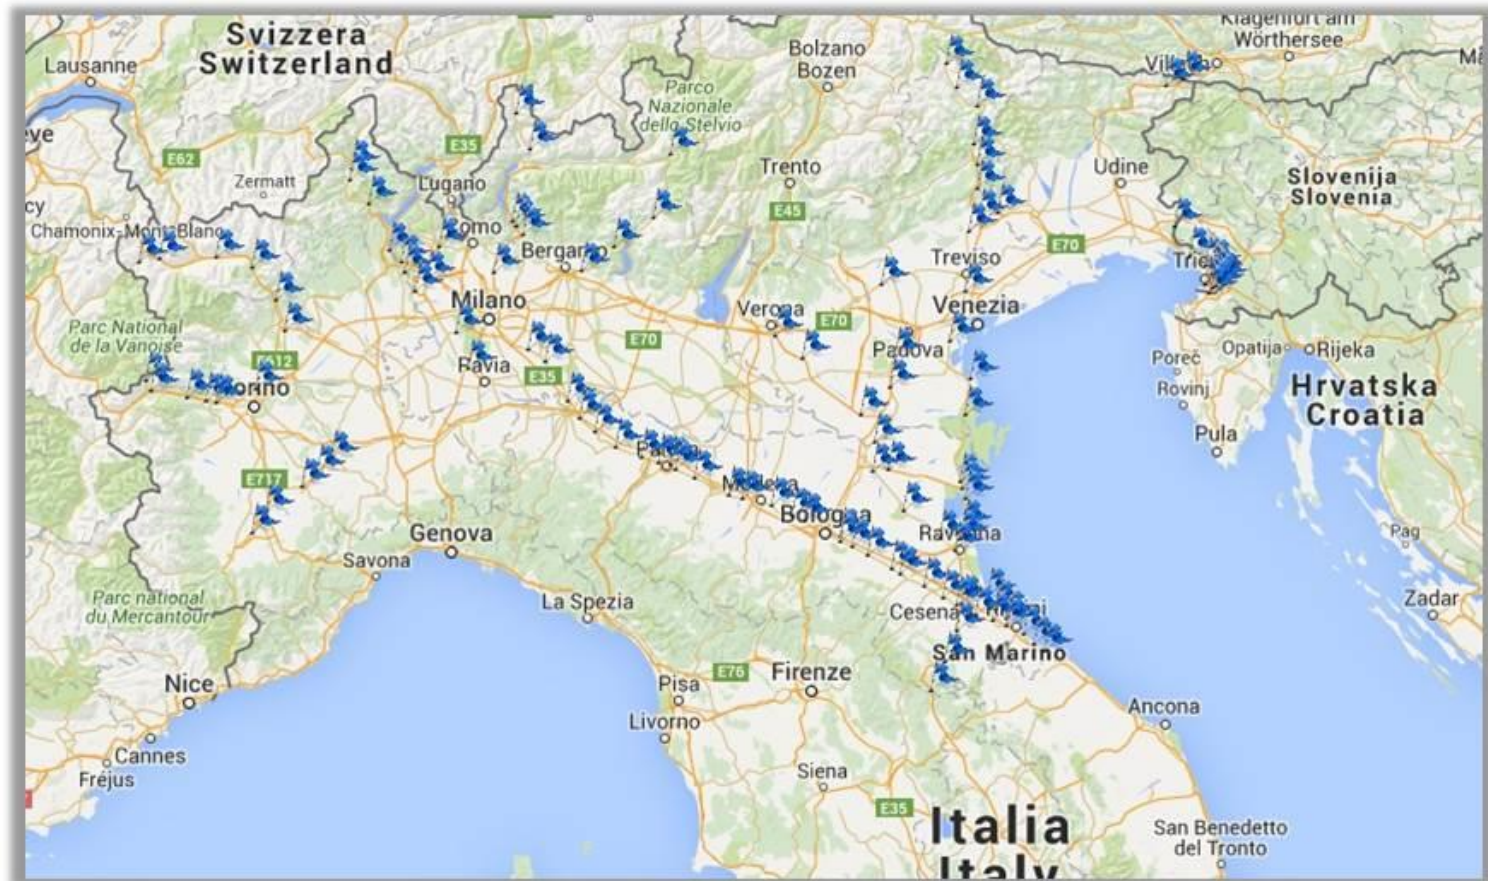 Svizzera
Switzerland
Lausanne
Bolzano
Bozen
Klagenfurt am
Wörthersee
Parco
Nazionale
dello Stelvio
E62
E35
Zermatt
Lugano
Trento
Udine
E45
Slovenija
Slovenia
Chamonix-Mont-Blanc
Bergamo
Treviso
E70
Milano
Verona
E70
Venezia
Parc National
de la Vanoise
E70
Padova
Pavia
E35
Poreč
Opatija
Rijeka
Rovinj
Hrvatska
Croatia
Pula
E717
Bologna
Genova
Savona
Pag
Parc national
du Mercantour
La Spezia
Cesena
Zadar
San Marino
Nice
E76
Firenze
Pisa
Livorno
Ancona
Cannes
Fréjus
Siena
E35
Italia
Italy
San Benedetto
del Tronto